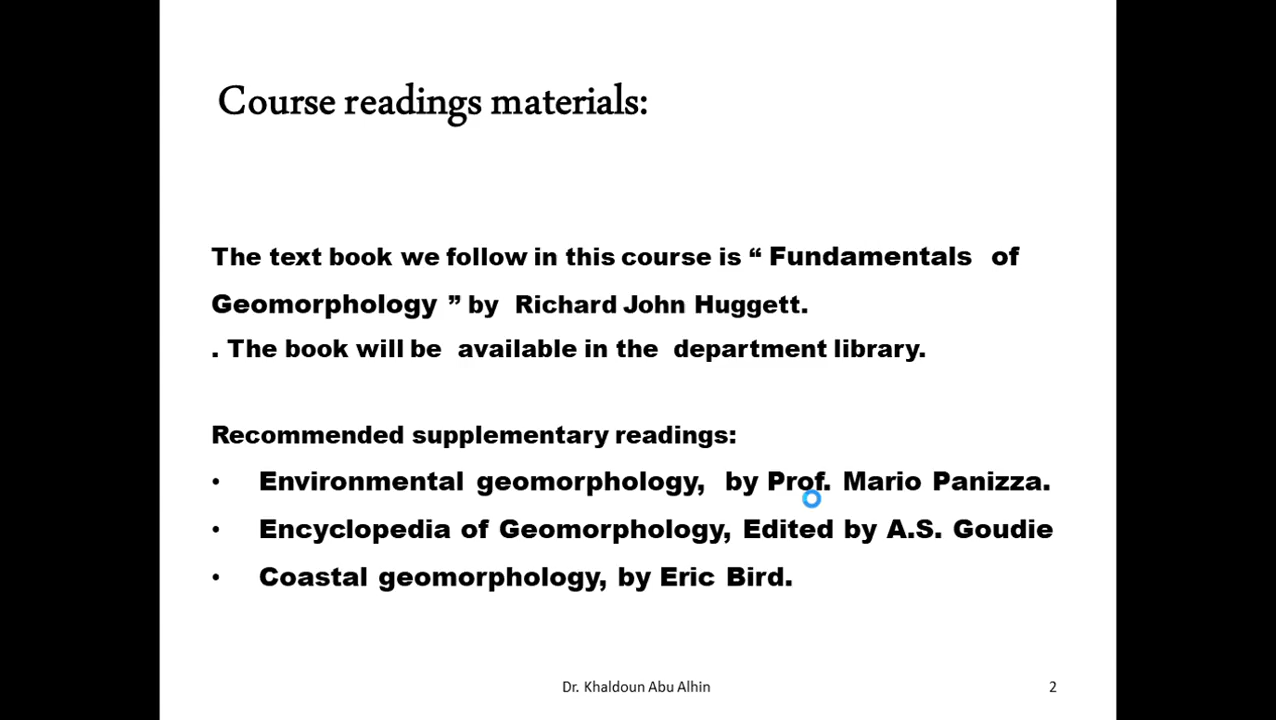 Course readings materials:
The text book we follow in this course is “ Fundamentals of
Geomorphology ” by Richard John Huggett.
. The book will be available in the department library.
Recommended supplementary readings:
• Environmental geomorphology, by Prof. Mario Panizza.
• Encyclopedia of Geomorphology, Edited by A.S. Goudie
• Coastal geomorphology, by Eric Bird.
Dr. Khaldoun Abu Alhin 2